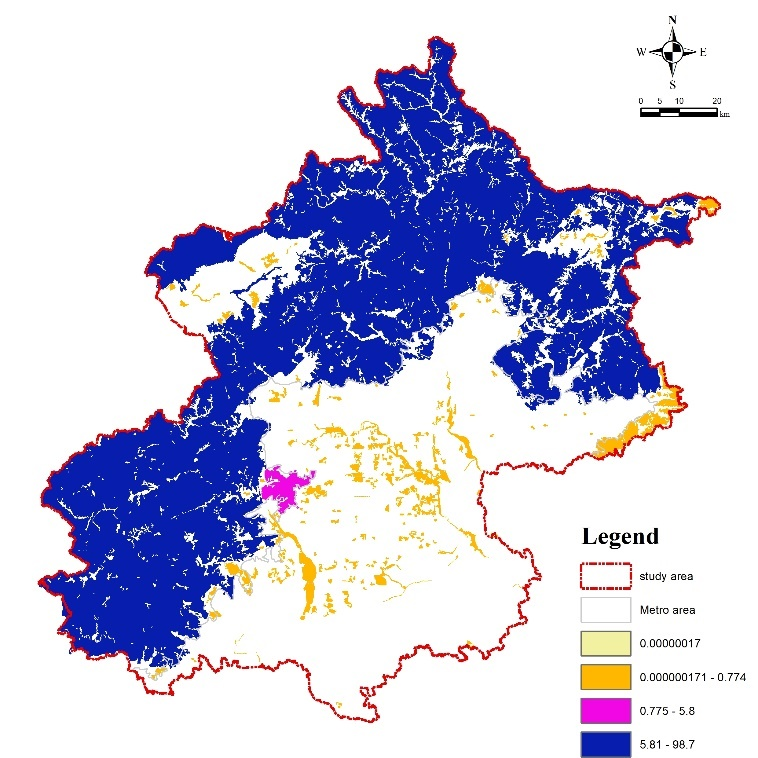 N
W E
S
0 5 10 20
km
Legend
study area
Metro area
0.00000017
0.000000171 - 0.774
0.775 - 5.8
5.81 - 98.7